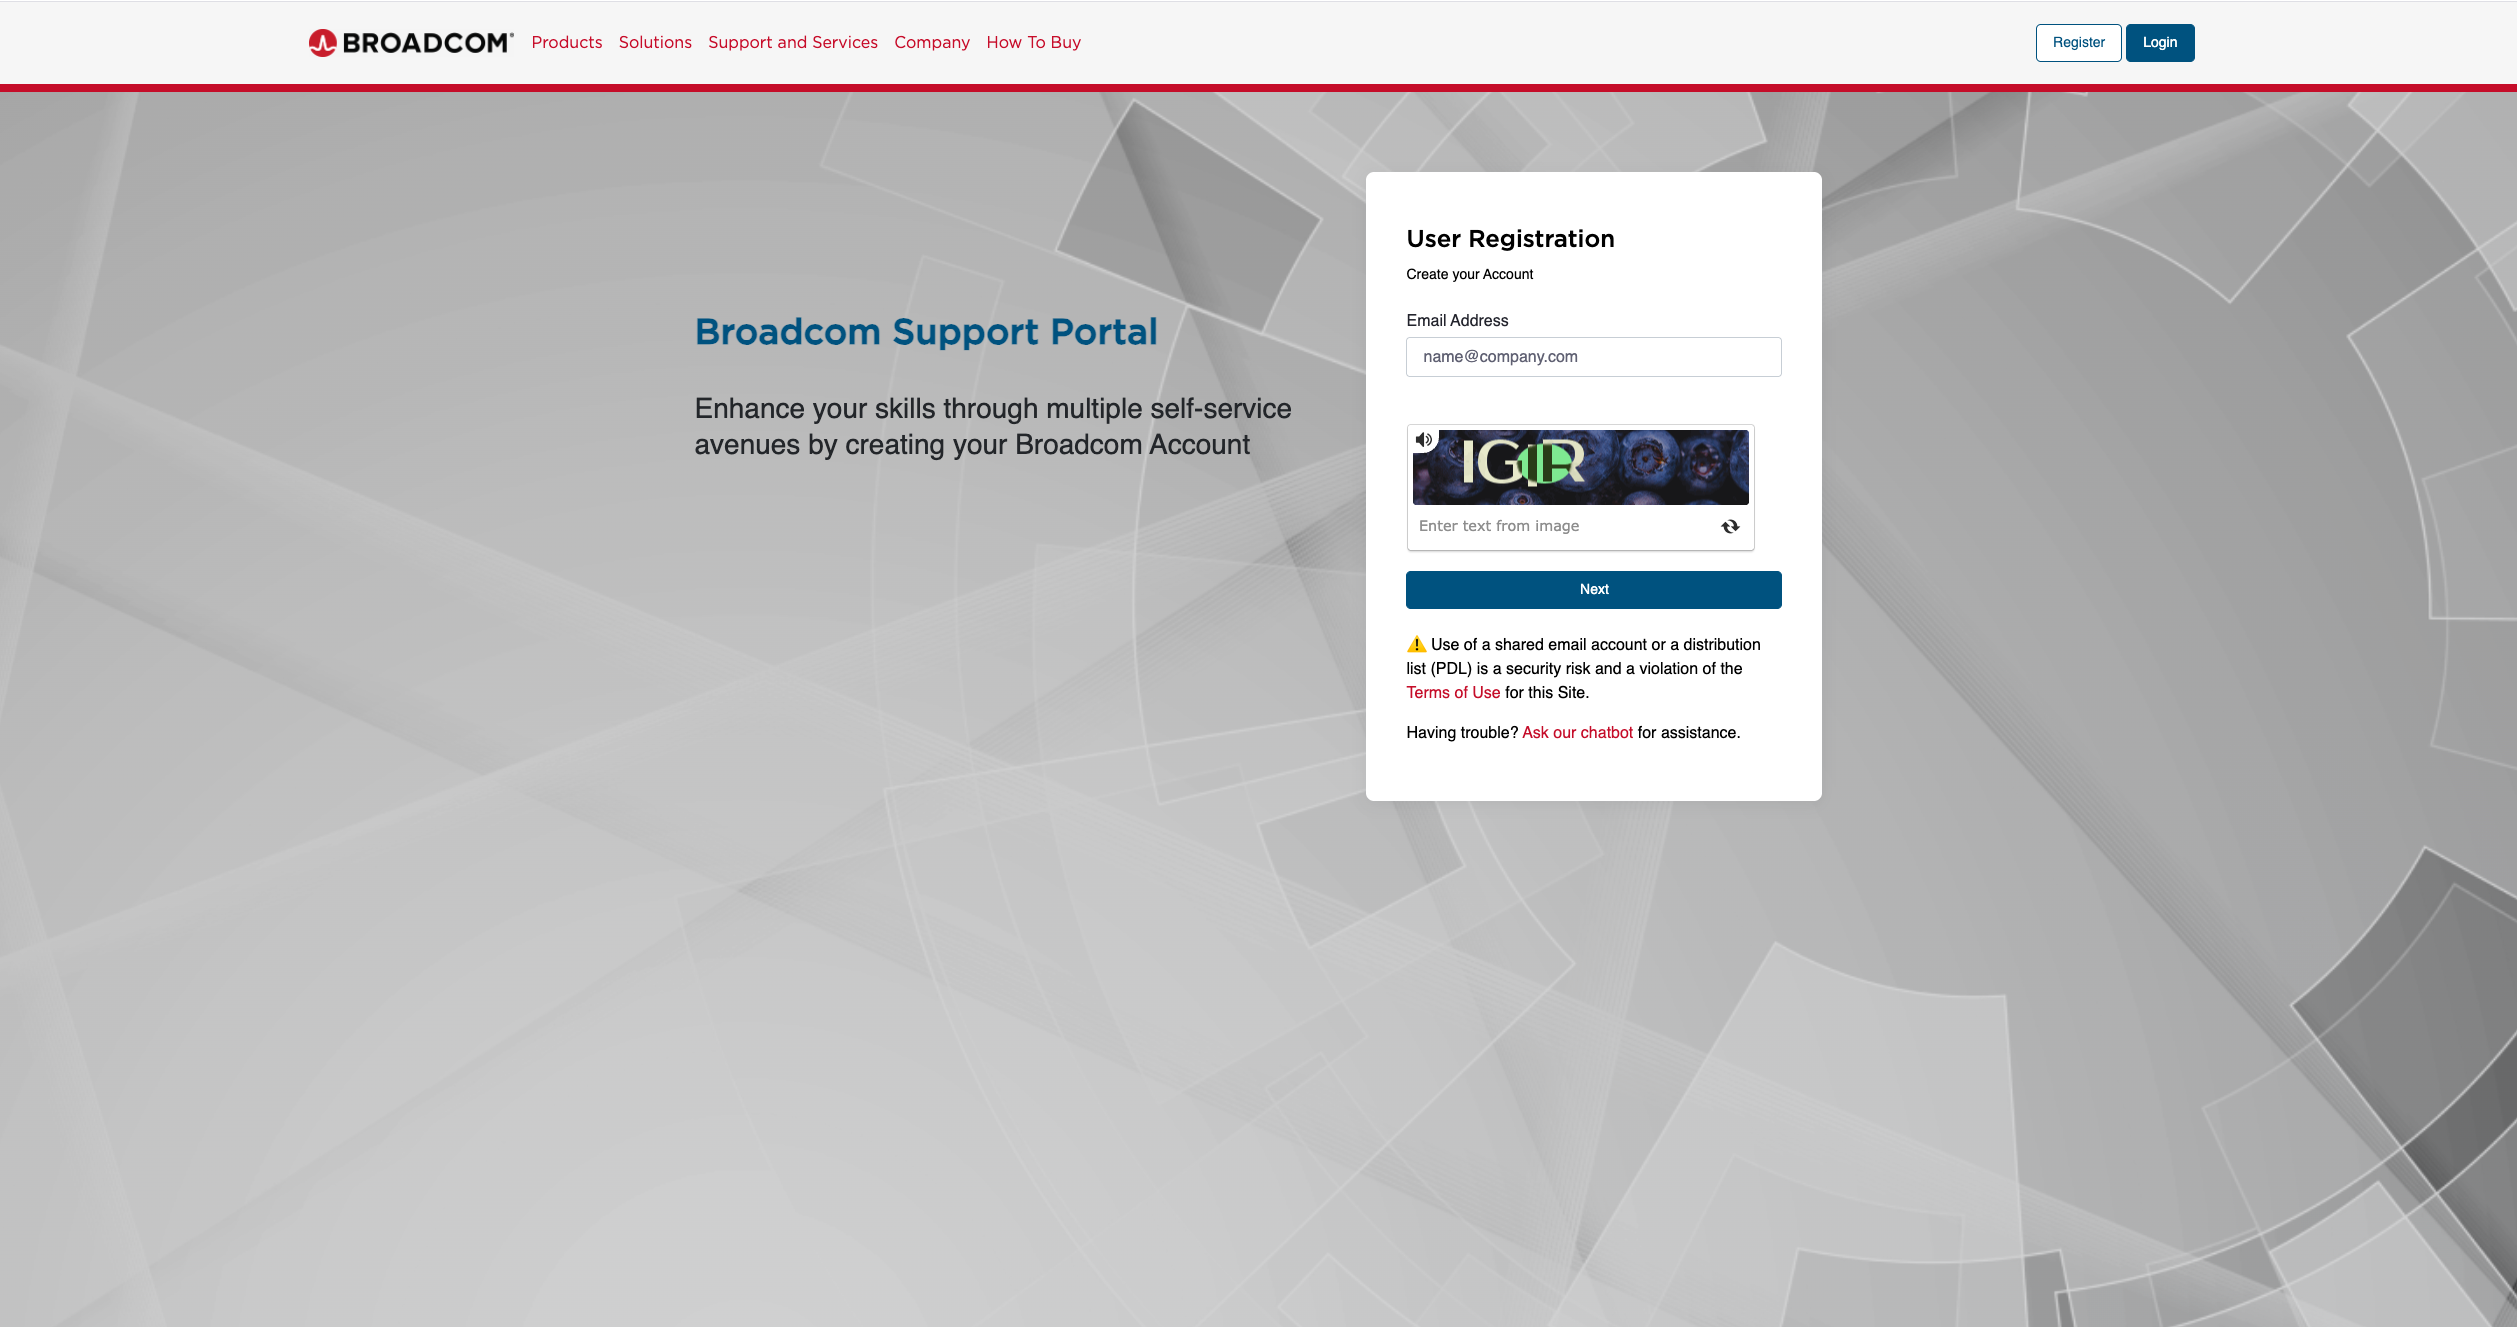 BROADCOM
Products Solutions Support and Services Company How To Buy
Register Login
Broadcom Support Portal
Enhance your skills through multiple self-service
avenues by creating your Broadcom Account
User Registration
Create your Account
Email Address
name@company.com
Enter text from image
Next
⚠ Use of a shared email account or a distribution
list (PDL) is a security risk and a violation of the
Terms of Use for this Site.
Having trouble? Ask our chatbot for assistance.